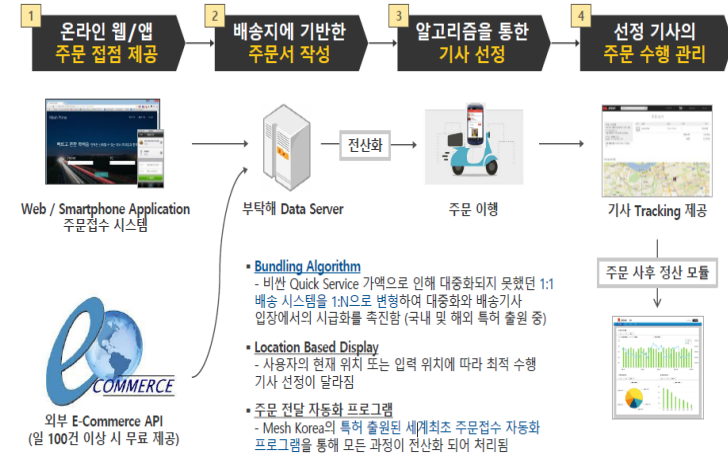 1
온라인 웹/앱
주문 접점 제공
2
배송지에 기반한
주문서 작성
3
알고리즘을 통한
기사 선정
4
선정 기사의
주문 수행 관리
전산화
Web / Smartphone Application
주문접수 시스템
부탁해 Data Server
주문 이행
기사 Tracking 제공
주문 사후 정산 모듈
▪ Bundling Algorithm
- 비싼 Quick Service 가액으로 인해 대중화되지 못했던 1:1
배송 시스템을 1:N으로 변형하여 대중화와 배송기사
입장에서의 시급화를 촉진함 (국내 및 해외 특허 출원 중)
▪ Location Based Display
- 사용자의 현재 위치 또는 입력 위치에 따라 최적 수행
기사 선정이 달라짐
▪ 주문 전달 자동화 프로그램
- Mesh Korea의 특허 출원된 세계최초 주문접수 자동화
프로그램을 통해 모든 과정이 전산화 되어 처리됨
e
COMMERCE
외부 E-Commerce API
(일 100건 이상 시 무료 제공)